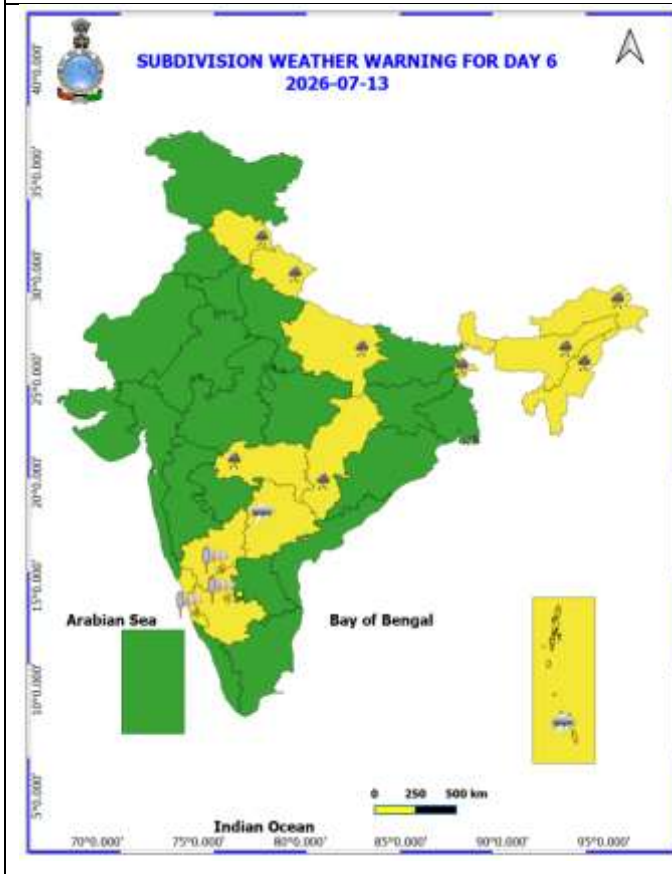 SUBDIVISION WEATHER WARNING FOR DAY 6
2026-07-13
40°0.000'
35°0.000'
30°0.000'
25°0.000'
20°0.000'
15°0.000'
10°0.000'
5°0.000'
Arabian Sea
Bay of Bengal
0 250 500 km
Indian Ocean
70°0.000' 75°0.000' 80°0.000' 85°0.000' 90°0.000' 95°0.000'